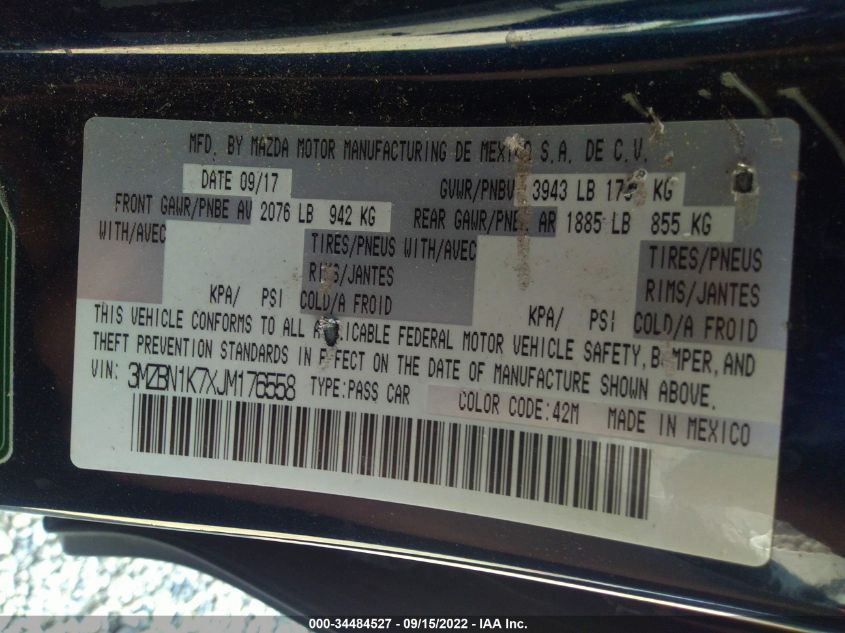 MFD. BY MAZDA MOTOR MANUFACTURING DE MEXICO S.A. DE C.V.
DATE 09/17 GVWR/PNBV 3943 LB KG
FRONT GAWR/PNBE AV 2076 LB 942 KG REAR GAWR/PNBE AR 1885 LB 855 KG
WITH/AVEC TIRES/PNEUS WITH/AVEC TIRES/PNEUS
RIMS/JANTES RIMS/JANTES
KPA/ PSI COLD/A FROID KPA/ PSI COLD/A FROID
THIS VEHICLE CONFORMS TO ALL APPLICABLE FEDERAL MOTOR VEHICLE SAFETY, BUMPER, AND
THEFT PREVENTION STANDARDS IN EFFECT ON THE DATE OF MANUFACTURE SHOWN ABOVE.
VIN: 3MZBN1K7XJM176558 TYPE:PASS CAR COLOR CODE:42M MADE IN MEXICO
000-34484527 - 09/15/2022 - IAA Inc.